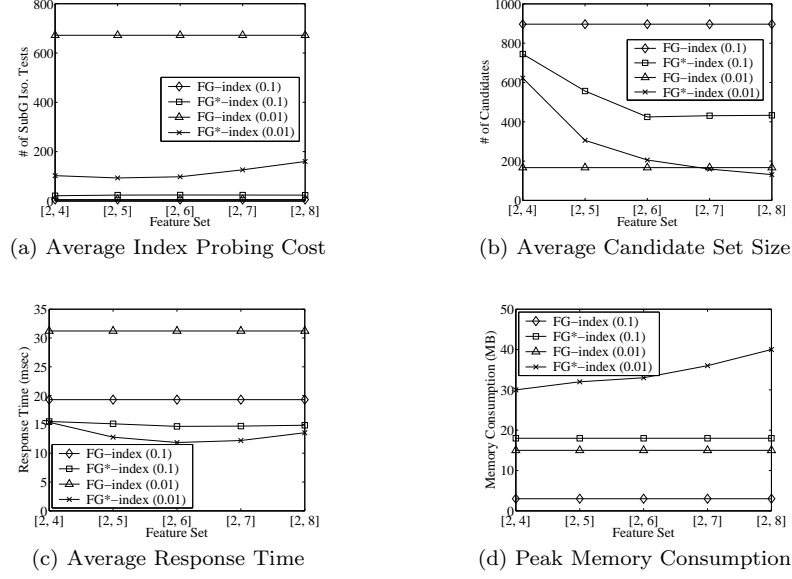 800
600
400
200
0
# of SubG Iso. Tests
FG−index (0.1)
FG*−index (0.1)
FG−index (0.01)
FG*−index (0.01)
[2, 4] [2, 5] [2, 6] [2, 7] [2, 8]
Feature Set
(a) Average Index Probing Cost
1000
800
600
400
200
0
# of Candidates
FG−index (0.1)
FG*−index (0.1)
FG−index (0.01)
FG*−index (0.01)
[2, 4] [2, 5] [2, 6] [2, 7] [2, 8]
Feature Set
(b) Average Candidate Set Size
35
30
25
20
15
10
5
0
Response Time (msec)
FG−index (0.1)
FG*−index (0.1)
FG−index (0.01)
FG*−index (0.01)
[2, 4] [2, 5] [2, 6] [2, 7] [2, 8]
Feature Set
(c) Average Response Time
50
40
30
20
10
0
Memory Consumption (MB)
FG−index (0.1)
FG*−index (0.1)
FG−index (0.01)
FG*−index (0.01)
[2, 4] [2, 5] [2, 6] [2, 7] [2, 8]
Feature Set
(d) Peak Memory Consumption